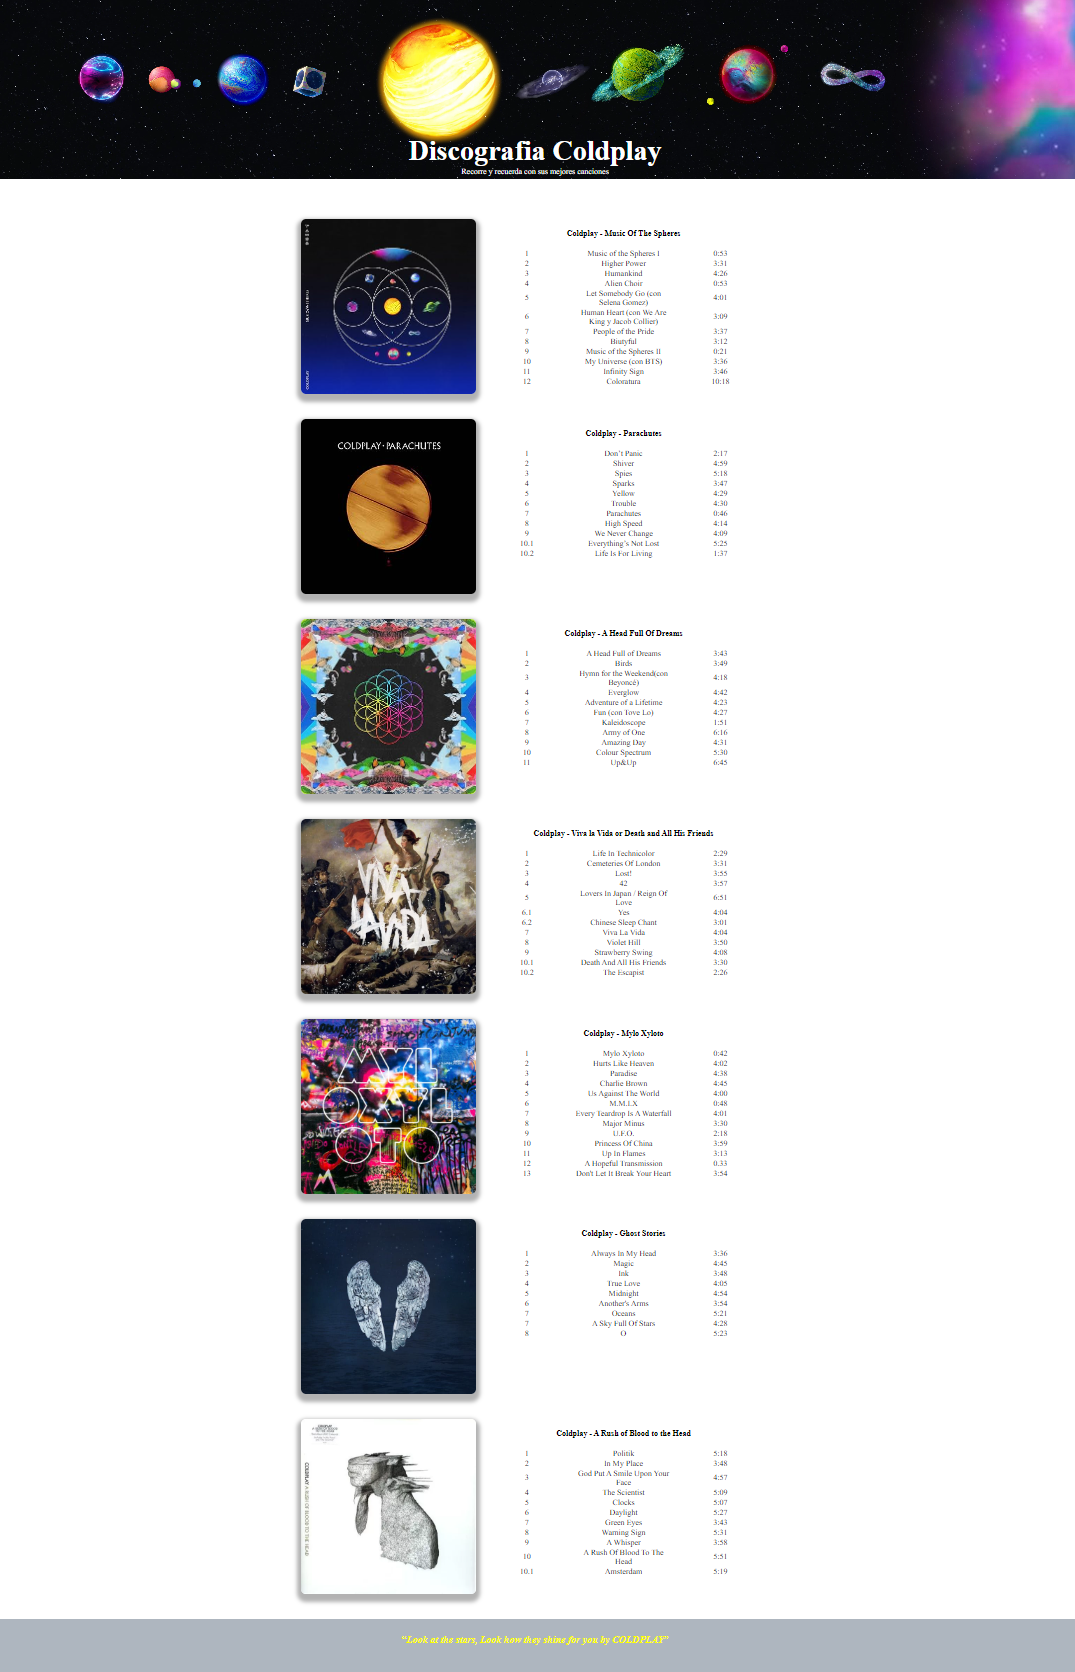 Discografia Coldplay
Recorre y recuerda con sus mejores canciones
Coldplay - Music Of The Spheres
1 Music of the Spheres I 0:53
2 Higher Power 3:31
3 Humankind 4:26
4 Alien Choir 0:53
5 Let Somebody Go (con Selena Gomez) 4:01
6 Human Heart (con We Are King y Jacob Collier) 3:09
7 People of the Pride 3:37
8 Biutyful 3:12
9 Music of the Spheres II 0:21
10 My Universe (con BTS) 3:36
11 Infinity Sign 3:46
12 Coloratura 10:18
COLDPLAY · PARACHUTES
Coldplay - Parachutes
1 Don't Panic 2:17
2 Shiver 4:59
3 Spies 5:18
4 Sparks 3:47
5 Yellow 4:29
6 Trouble 4:30
7 Parachutes 0:46
8 High Speed 4:14
9 We Never Change 4:09
10.1 Everything's Not Lost 5:25
10.2 Life Is For Living 1:37
Coldplay - A Head Full Of Dreams
1 A Head Full of Dreams 3:43
2 Birds 3:49
3 Hymn for the Weekend(con Beyoncé) 4:18
4 Everglow 4:42
5 Adventure of a Lifetime 4:23
6 Fun (con Tove Lo) 4:27
7 Kaleidoscope 1:51
8 Army of One 6:16
9 Amazing Day 4:31
10 Colour Spectrum 5:30
11 Up&Up 6:45
VIVA
LA VIDA
Coldplay - Viva la Vida or Death and All His Friends
1 Life In Technicolor 2:29
2 Cemeteries Of London 3:31
3 Lost! 3:55
4 42 3:57
5 Lovers In Japan / Reign Of Love 6:51
6.1 Yes 4:04
6.2 Chinese Sleep Chant 3:01
7 Viva La Vida 4:04
8 Violet Hill 3:50
9 Strawberry Swing 4:08
10.1 Death And All His Friends 3:30
10.2 The Escapist 2:26
MYL
OXYL
OTO
Coldplay - Mylo Xyloto
1 Mylo Xyloto 0:42
2 Hurts Like Heaven 4:02
3 Paradise 4:38
4 Charlie Brown 4:45
5 Us Against The World 4:00
6 M.M.I.X 0:48
7 Every Teardrop Is A Waterfall 4:01
8 Major Minus 3:30
9 U.F.O. 2:18
10 Princess Of China 3:59
11 Up In Flames 3:13
12 A Hopeful Transmission 0.33
13 Don't Let It Break Your Heart 3:54
Coldplay - Ghost Stories
1 Always In My Head 3:36
2 Magic 4:45
3 Ink 3:48
4 True Love 4:05
5 Midnight 4:54
6 Another's Arms 3:54
7 Oceans 5:21
7 A Sky Full Of Stars 4:28
8 O 5:23
COLDPLAY A RUSH OF BLOOD TO THE HEAD
Coldplay - A Rush of Blood to the Head
1 Politik 5:18
2 In My Place 3:48
3 God Put A Smile Upon Your Face 4:57
4 The Scientist 5:09
5 Clocks 5:07
6 Daylight 5:27
7 Green Eyes 3:43
8 Warning Sign 5:31
9 A Whisper 3:58
10 A Rush Of Blood To The Head 5:51
10.1 Amsterdam 5:19
“Look at the stars, Look how they shine for you by COLDPLAY”